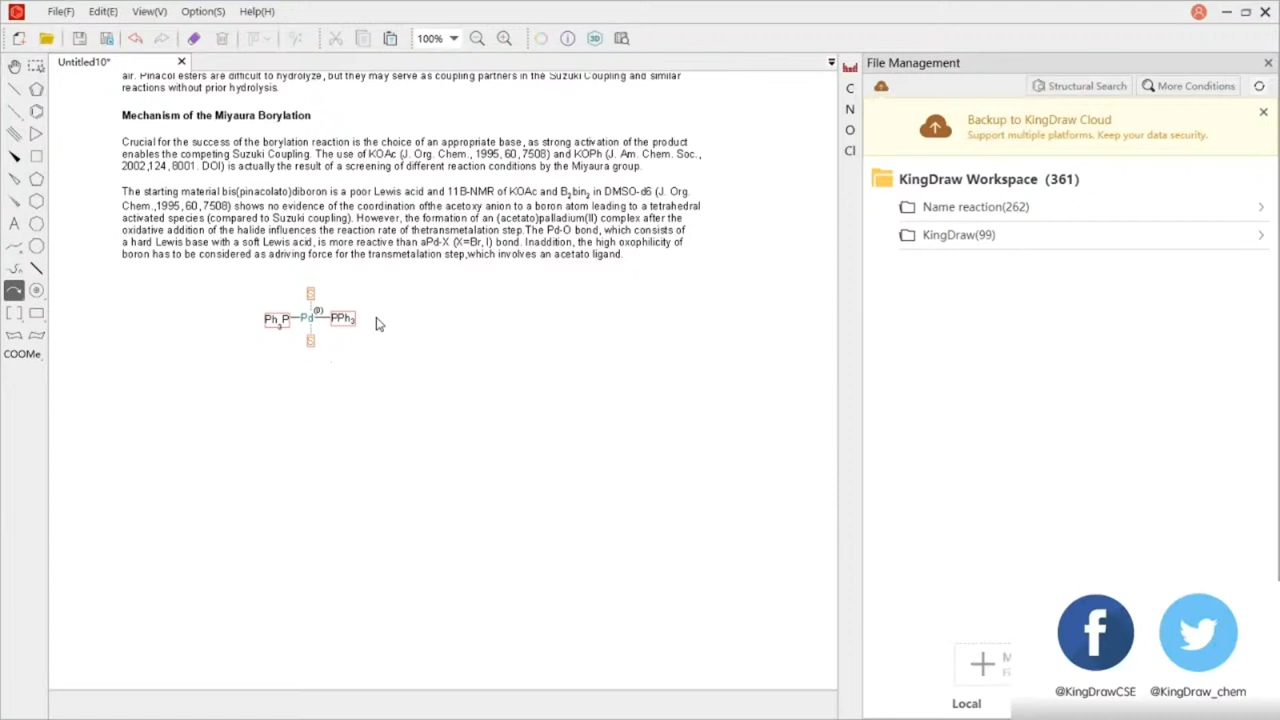 File(F) Edit(E) View(V) Option(S) Help(H)
100%
Untitled10*
File Management
C
N
O
Cl
Structural Search
More Conditions
Backup to KingDraw Cloud
Support multiple platforms. Keep your data security.
KingDraw Workspace (361)
Name reaction(262)
KingDraw(99)
air. Pinacol esters are difficult to hydrolyze, but they may serve as coupling partners in the Suzuki Coupling and similar
reactions without prior hydrolysis.
Mechanism of the Miyaura Borylation
Crucial for the success of the borylation reaction is the choice of an appropriate base, as strong activation of the product
enables the competing Suzuki Coupling. The use of KOAc (J. Org. Chem., 1995, 60, 7508) and KOPh (J. Am. Chem. Soc.,
2002,124, 8001. DOI) is actually the result of a screening of different reaction conditions by the Miyaura group.
The starting material bis(pinacolato)diboron is a poor Lewis acid and 11B-NMR of KOAc and B2bin2 in DMSO-d6 (J. Org.
Chem.,1995, 60, 7508) shows no evidence of the coordination ofthe acetoxy anion to a boron atom leading to a tetrahedral
activated species (compared to Suzuki coupling). However, the formation of an (acetato)palladium(II) complex after the
oxidative addition of the halide influences the reaction rate of thetransmetalation step.The Pd-O bond, which consists of
a hard Lewis base with a soft Lewis acid, is more reactive than aPd-X (X=Br, I) bond. Inaddition, the high oxophilicity of
boron has to be considered as adriving force for the transmetalation step,which involves an acetato ligand.
S
Ph3P Pd PPh3
S
A
COOMe
Local
@KingDrawCSE @KingDraw_chem